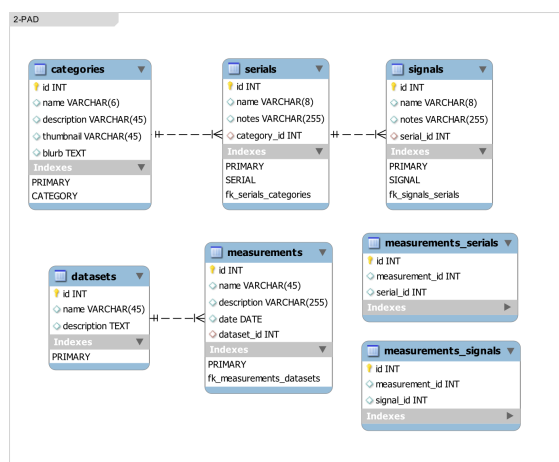 2-PAD
categories
id INT
name VARCHAR(6)
description VARCHAR(45)
thumbnail VARCHAR(45)
blurb TEXT
Indexes
PRIMARY
CATEGORY
serials
id INT
name VARCHAR(8)
notes VARCHAR(255)
category_id INT
Indexes
PRIMARY
SERIAL
fk_serials_categories
signals
id INT
name VARCHAR(8)
notes VARCHAR(255)
serial_id INT
Indexes
PRIMARY
SIGNAL
fk_signals_serials
datasets
id INT
name VARCHAR(45)
description TEXT
Indexes
PRIMARY
measurements
id INT
name VARCHAR(45)
description VARCHAR(255)
date DATE
dataset_id INT
Indexes
PRIMARY
fk_measurements_datasets
measurements_serials
id INT
measurement_id INT
serial_id INT
Indexes
measurements_signals
id INT
measurement_id INT
signal_id INT
Indexes